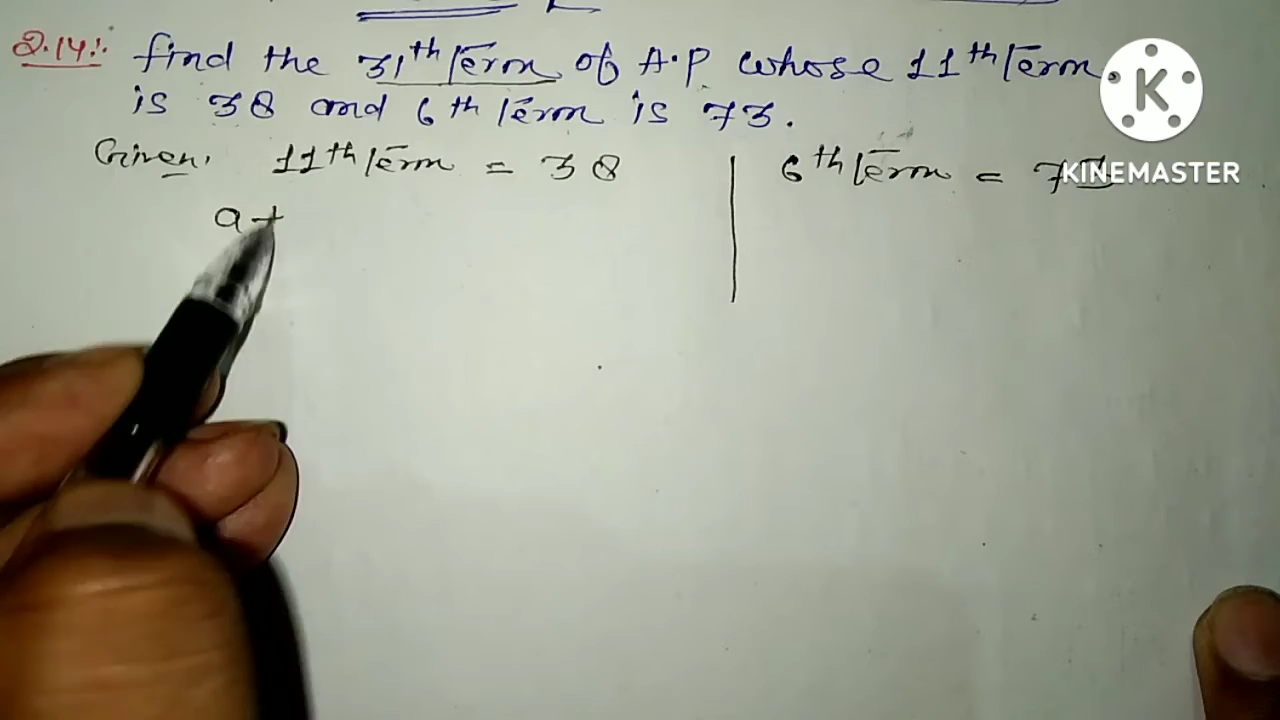 Q.14:. find the 31th Term of A.P whose 11th Term
is 38 and 6th Term is 73.
Given, 11th Term = 38
6th Term = 73
a +
K
KINEMASTER